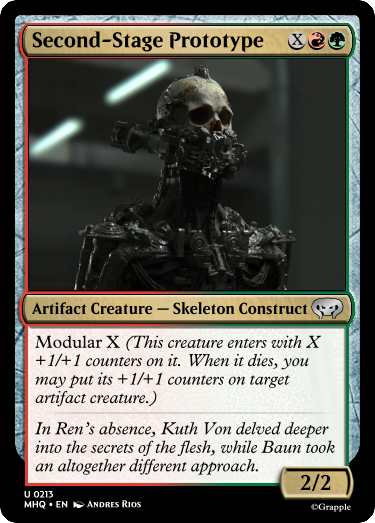 Second-Stage Prototype X
Artifact Creature — Skeleton Construct
Modular X (This creature enters with X
+1/+1 counters on it. When it dies, you
may put its +1/+1 counters on target
artifact creature.)
In Ren's absence, Kuth Von delved deeper
into the secrets of the flesh, while Baun took
an altogether different approach.
2/2
U 0213
MHQ • EN Andres Rios
©Grapple